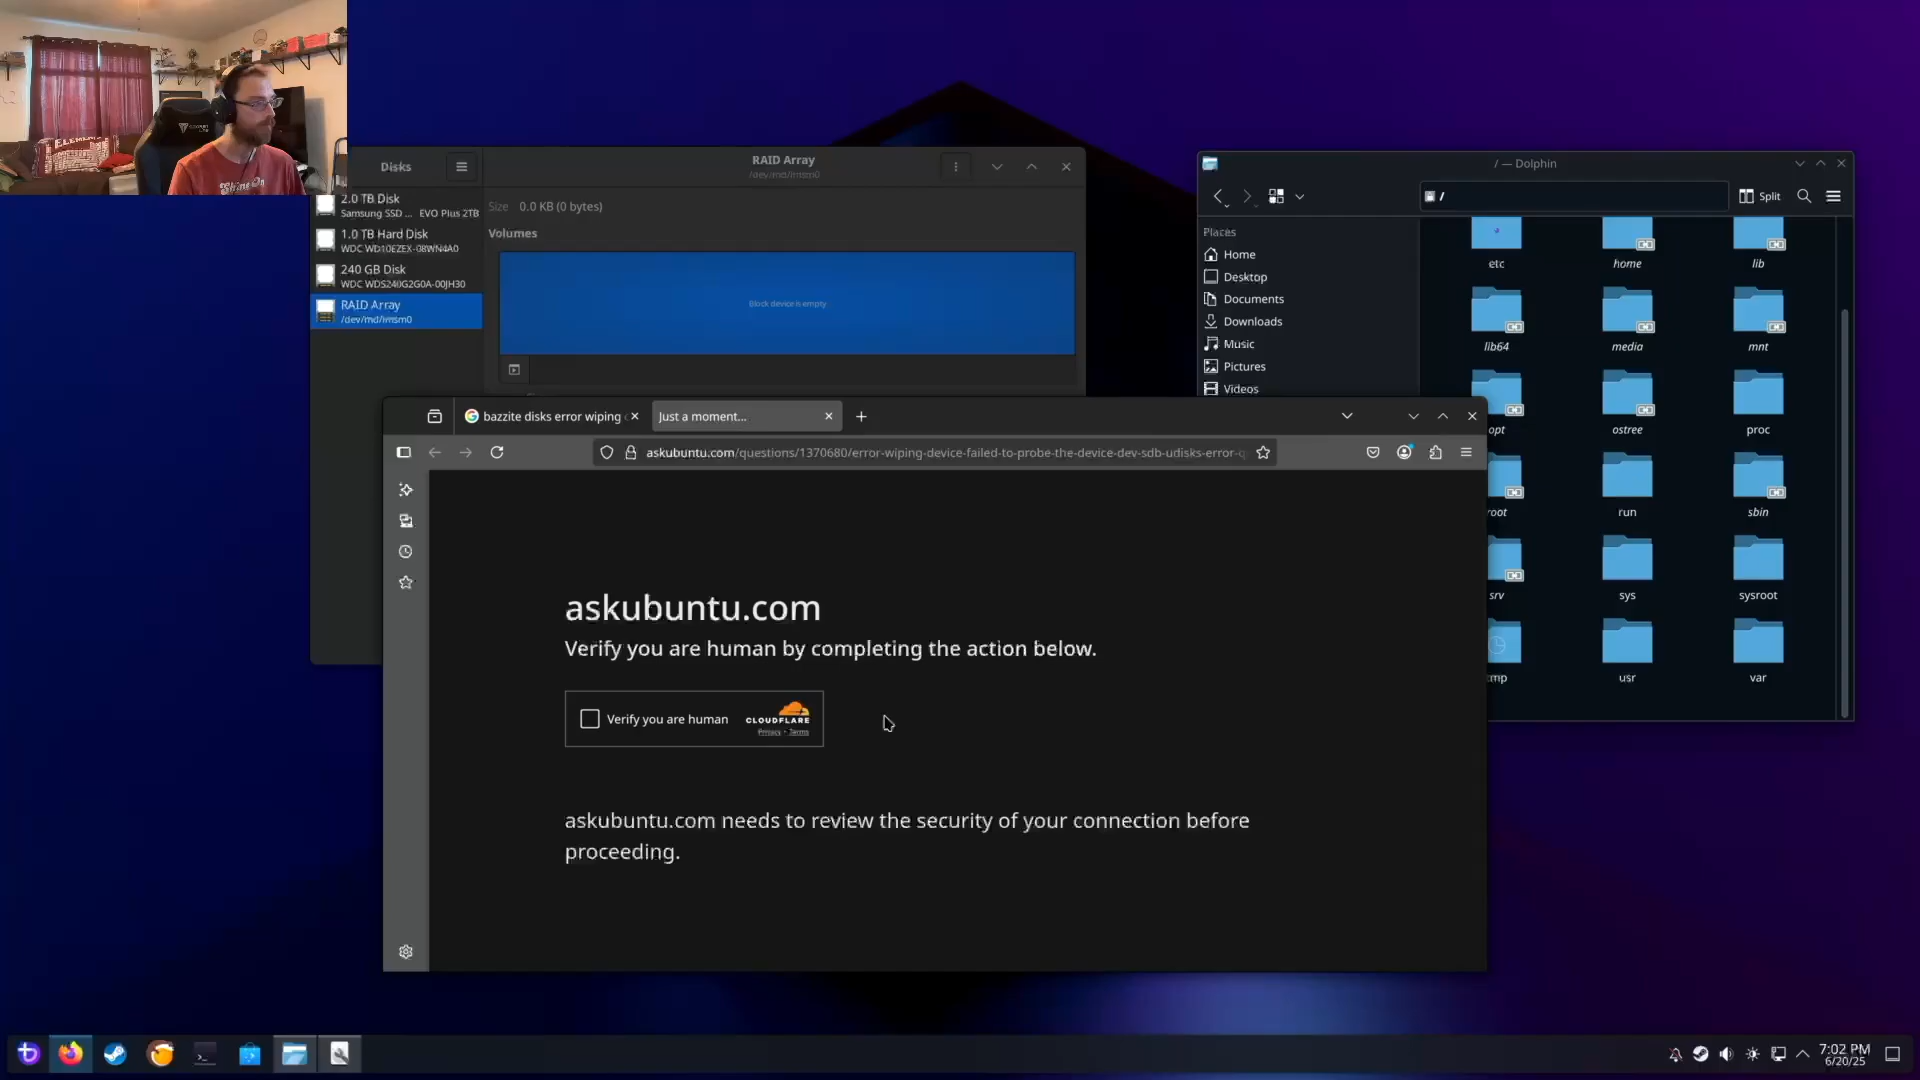 Disks
2.0 TB Disk
Samsung SSD ... EVO Plus 2TB
1.0 TB Hard Disk
WDC WD10EZEX-08WN4A0
240 GB Disk
WDC WDS240G2G0A-00JH30
RAID Array
/dev/md/imsm0
RAID Array
/dev/md/imsm0
Size 0.0 KB (0 bytes)
Volumes
Block device is empty
/ — Dolphin
/
Split
Places
Home
Desktop
Documents
Downloads
Music
Pictures
Videos
etc
home
lib
lib64
media
mnt
opt
ostree
proc
root
run
sbin
srv
sys
sysroot
tmp
usr
var
bazzite disks error wiping
Just a moment...
askubuntu.com/questions/1370680/error-wiping-device-failed-to-probe-the-device-dev-sdb-udisks-error-q
askubuntu.com
Verify you are human by completing the action below.
Verify you are human
CLOUDFLARE
Privacy • Terms
askubuntu.com needs to review the security of your connection before
proceeding.
7:02 PM
6/20/25